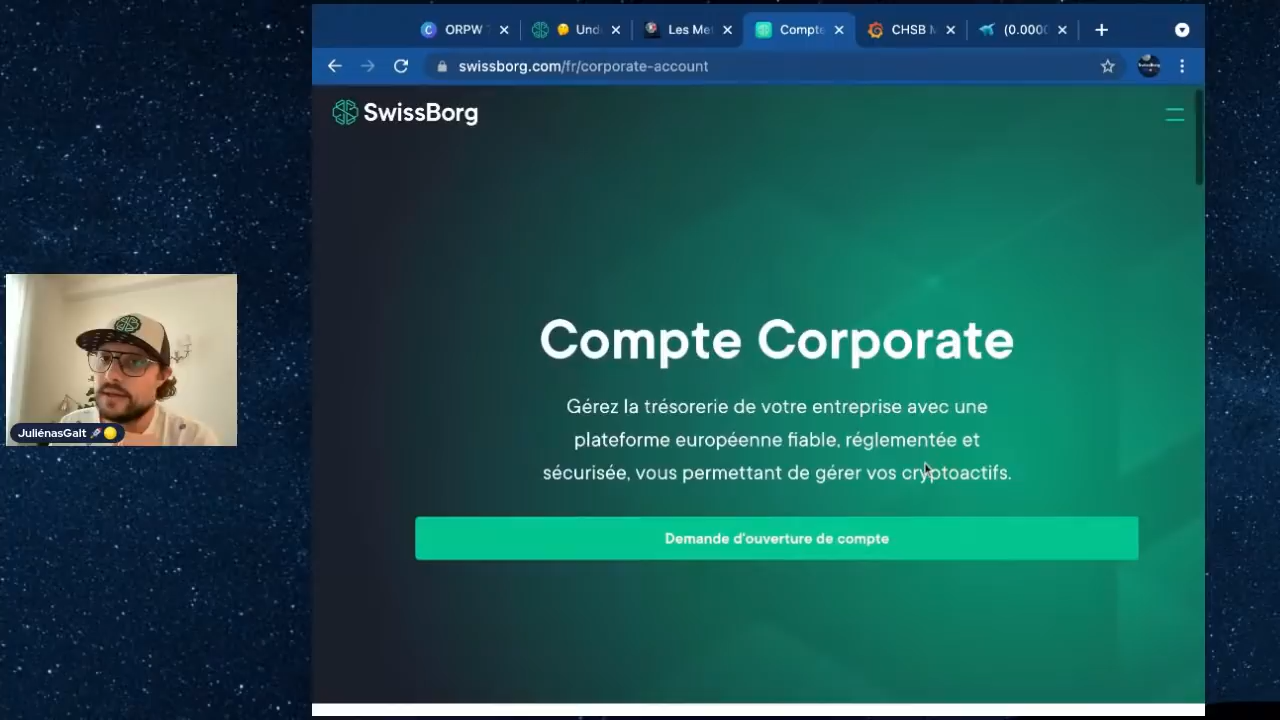 ORPW
Und
Les Me
Compte
CHSB M
(0.000
swissborg.com/fr/corporate-account
SwissBorg
Compte Corporate
Gérez la trésorerie de votre entreprise avec une
plateforme européenne fiable, réglementée et
sécurisée, vous permettant de gérer vos cryptoactifs.
Demande d'ouverture de compte
JuliénasGalt